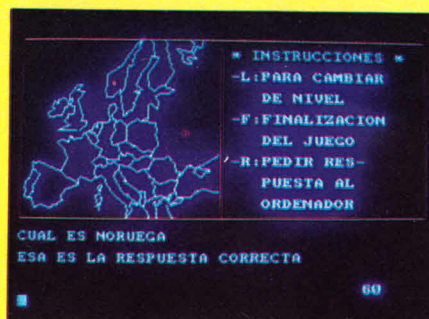 * INSTRUCCIONES *
-L:PARA CAMBIAR
DE NIVEL
-F:FINALIZACION
DEL JUEGO
-R:PEDIR RES-
PUESTA AL
ORDENADOR
CUAL ES NORUEGA
ESA ES LA RESPUESTA CORRECTA
60